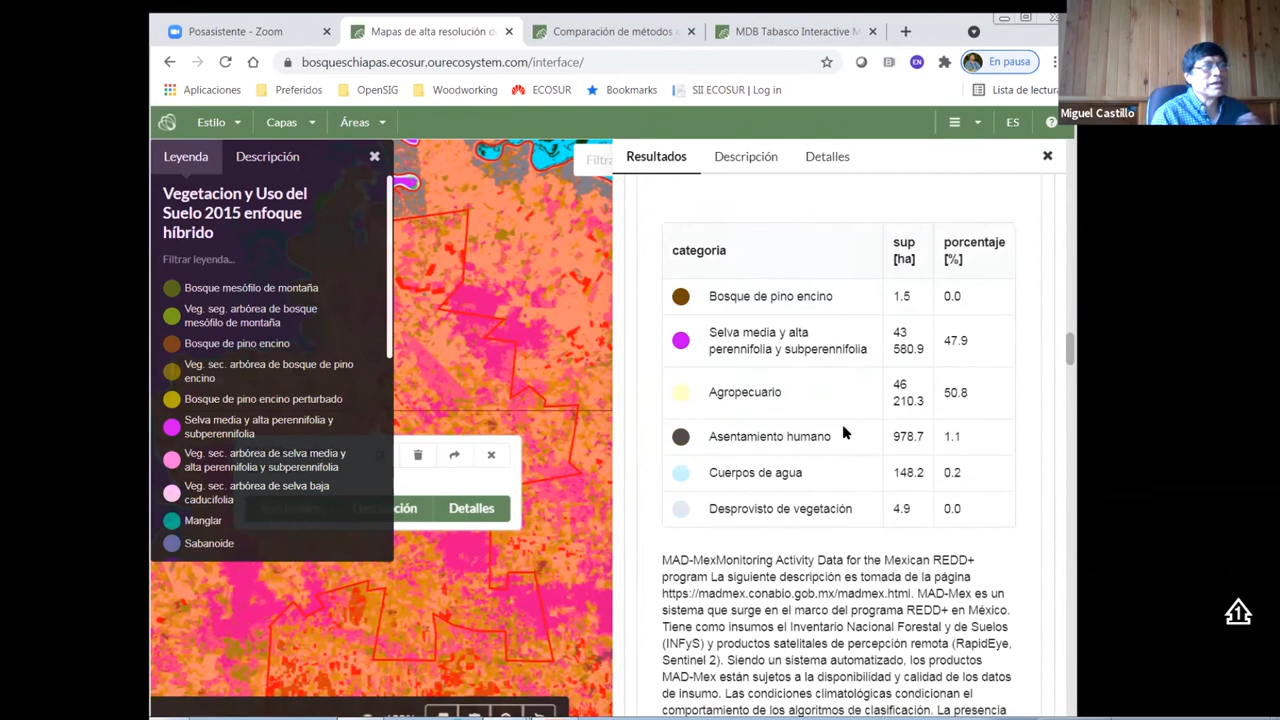 Posasistente - Zoom
Mapas de alta resolución d
Comparación de métodos
MDB Tabasco Interactive M
bosqueschiapas.ecosur.ourecosystem.com/interface/
EN
En pausa
Aplicaciones
Preferidos
OpenSIG
Woodworking
ECOSUR
Bookmarks
SII ECOSUR | Log in
Lista de lectura
Miguel Castillo
Estilo
Capas
Áreas
ES
Leyenda
Descripción
Filtra
Resultados
Descripción
Detalles
Vegetacion y Uso del
Suelo 2015 enfoque
híbrido
Filtrar leyenda...
Bosque mesófilo de montaña
Veg. seg. arbórea de bosque
mesófilo de montaña
Bosque de pino encino
Veg. sec. arbórea de bosque de pino
encino
Bosque de pino encino perturbado
Selva media y alta perennifolia y
subperennifolia
Veg. sec. arbórea de selva media y
alta perennifolia y subperennifolia
Veg. sec. arbórea de selva baja
caducifolia
Manglar
Sabanoide
Detalles
categoria
sup
[ha]
porcentaje
[%]
Bosque de pino encino
1.5
0.0
Selva media y alta
perennifolia y subperennifolia
43
580.9
47.9
Agropecuario
46
210.3
50.8
Asentamiento humano
978.7
1.1
Cuerpos de agua
148.2
0.2
Desprovisto de vegetación
4.9
0.0
MAD-MexMonitoring Activity Data for the Mexican REDD+
program La siguiente descripción es tomada de la página
https://madmex.conabio.gob.mx/madmex.html. MAD-Mex es un
sistema que surge en el marco del programa REDD+ en México.
Tiene como insumos el Inventario Nacional Forestal y de Suelos
(INFyS) y productos satelitales de percepción remota (RapidEye,
Sentinel 2). Siendo un sistema automatizado, los productos
MAD-Mex están sujetos a la disponibilidad y calidad de los datos
de insumo. Las condiciones climatológicas condicionan el
comportamiento de los algoritmos de clasificación. La presencia
1